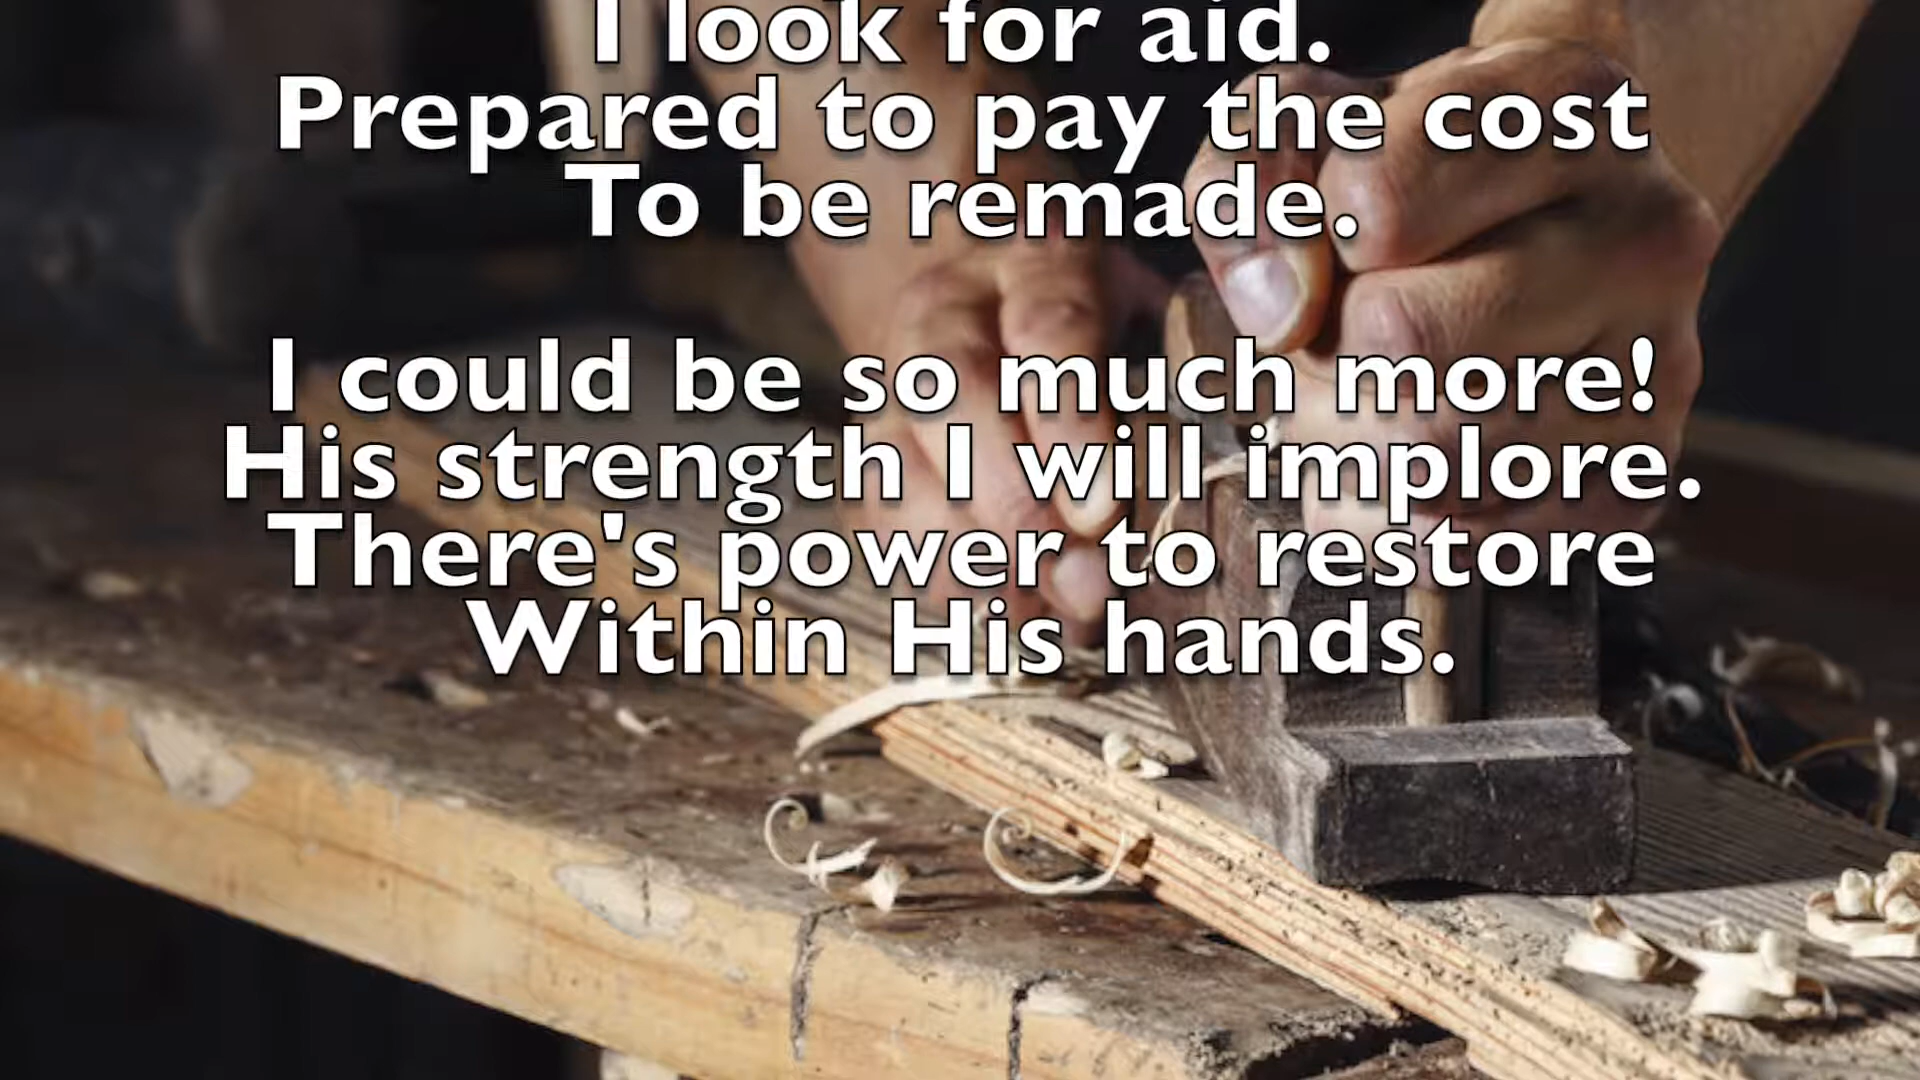 I look for aid.
Prepared to pay the cost
To be remade.
I could be so much more!
His strength I will implore.
There's power to restore
Within His hands.